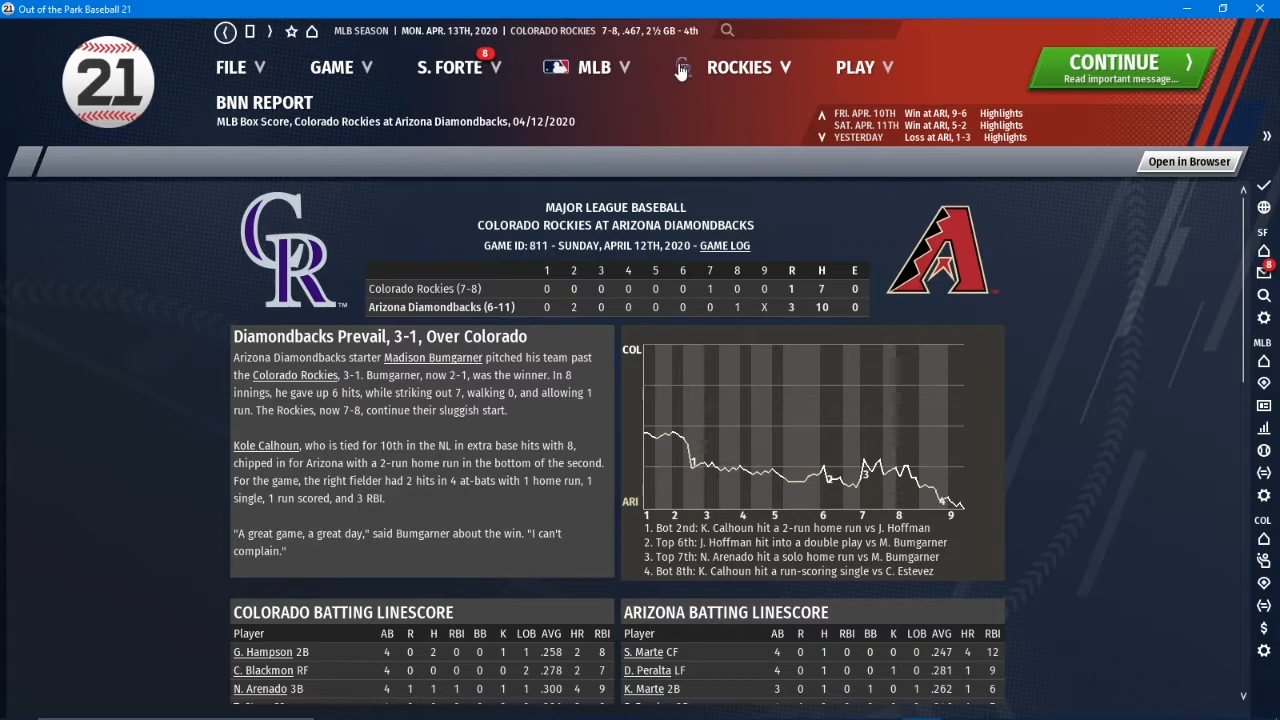 21 Out of the Park Baseball 21
MLB SEASON | MON. APR. 13TH, 2020 | COLORADO ROCKIES 7-8, .467, 2½ GB - 4th
21
FILE GAME S. FORTE 8 MLB ROCKIES PLAY
CONTINUE
Read important message...
BNN REPORT
MLB Box Score, Colorado Rockies at Arizona Diamondbacks, 04/12/2020
FRI. APR. 10TH Win at ARI, 9-6 Highlights
SAT. APR. 11TH Win at ARI, 5-2 Highlights
YESTERDAY Loss at ARI, 1-3 Highlights
Open in Browser
CR
MAJOR LEAGUE BASEBALL
COLORADO ROCKIES AT ARIZONA DIAMONDBACKS
GAME ID: 811 - SUNDAY, APRIL 12TH, 2020 - GAME LOG
1 2 3 4 5 6 7 8 9 R H E
Colorado Rockies (7-8) 0 0 0 0 0 0 1 0 0 1 7 0
Arizona Diamondbacks (6-11) 0 2 0 0 0 0 0 1 X 3 10 0
Diamondbacks Prevail, 3-1, Over Colorado
Arizona Diamondbacks starter Madison Bumgarner pitched his team past
the Colorado Rockies, 3-1. Bumgarner, now 2-1, was the winner. In 8
innings, he gave up 6 hits, while striking out 7, walking 0, and allowing 1
run. The Rockies, now 7-8, continue their sluggish start.
Kole Calhoun, who is tied for 10th in the NL in extra base hits with 8,
chipped in for Arizona with a 2-run home run in the bottom of the second.
For the game, the right fielder had 2 hits in 4 at-bats with 1 home run, 1
single, 1 run scored, and 3 RBI.
"A great game, a great day," said Bumgarner about the win. "I can't
complain."
COL
1
2
3
4
ARI
1 2 3 4 5 6 7 8 9
1. Bot 2nd: K. Calhoun hit a 2-run home run vs J. Hoffman
2. Top 6th: J. Hoffman hit into a double play vs M. Bumgarner
3. Top 7th: N. Arenado hit a solo home run vs M. Bumgarner
4. Bot 8th: K. Calhoun hit a run-scoring single vs C. Estevez
COLORADO BATTING LINESCORE
Player AB R H RBI BB K LOB AVG HR RBI
G. Hampson 2B 4 0 2 0 0 1 1 .258 2 8
C. Blackmon RF 4 0 0 0 0 0 2 .278 2 7
N. Arenado 3B 4 1 1 1 0 1 0 .300 4 9
ARIZONA BATTING LINESCORE
Player AB R H RBI BB K LOB AVG HR RBI
S. Marte CF 4 0 1 0 0 1 0 .247 4 12
D. Peralta LF 4 0 1 0 0 0 0 .281 1 9
K. Marte 2B 3 0 1 0 1 0 1 .262 1 6
SF
8
MLB
COL